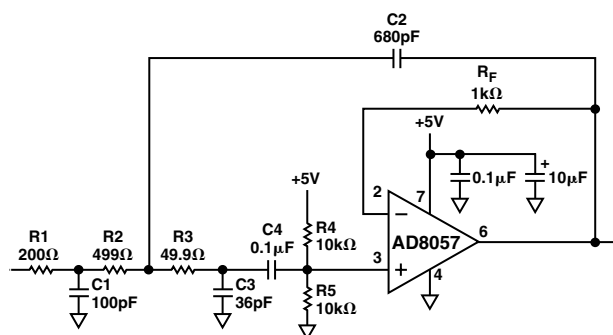 C2
680pF
RF
1kΩ
+5V
+
0.1µF
10µF
+5V
2
7
–
AD8057
6
3
+
4
C4
0.1µF
R4
10kΩ
R1
200Ω
R2
499Ω
R3
49.9Ω
C1
100pF
C3
36pF
R5
10kΩ